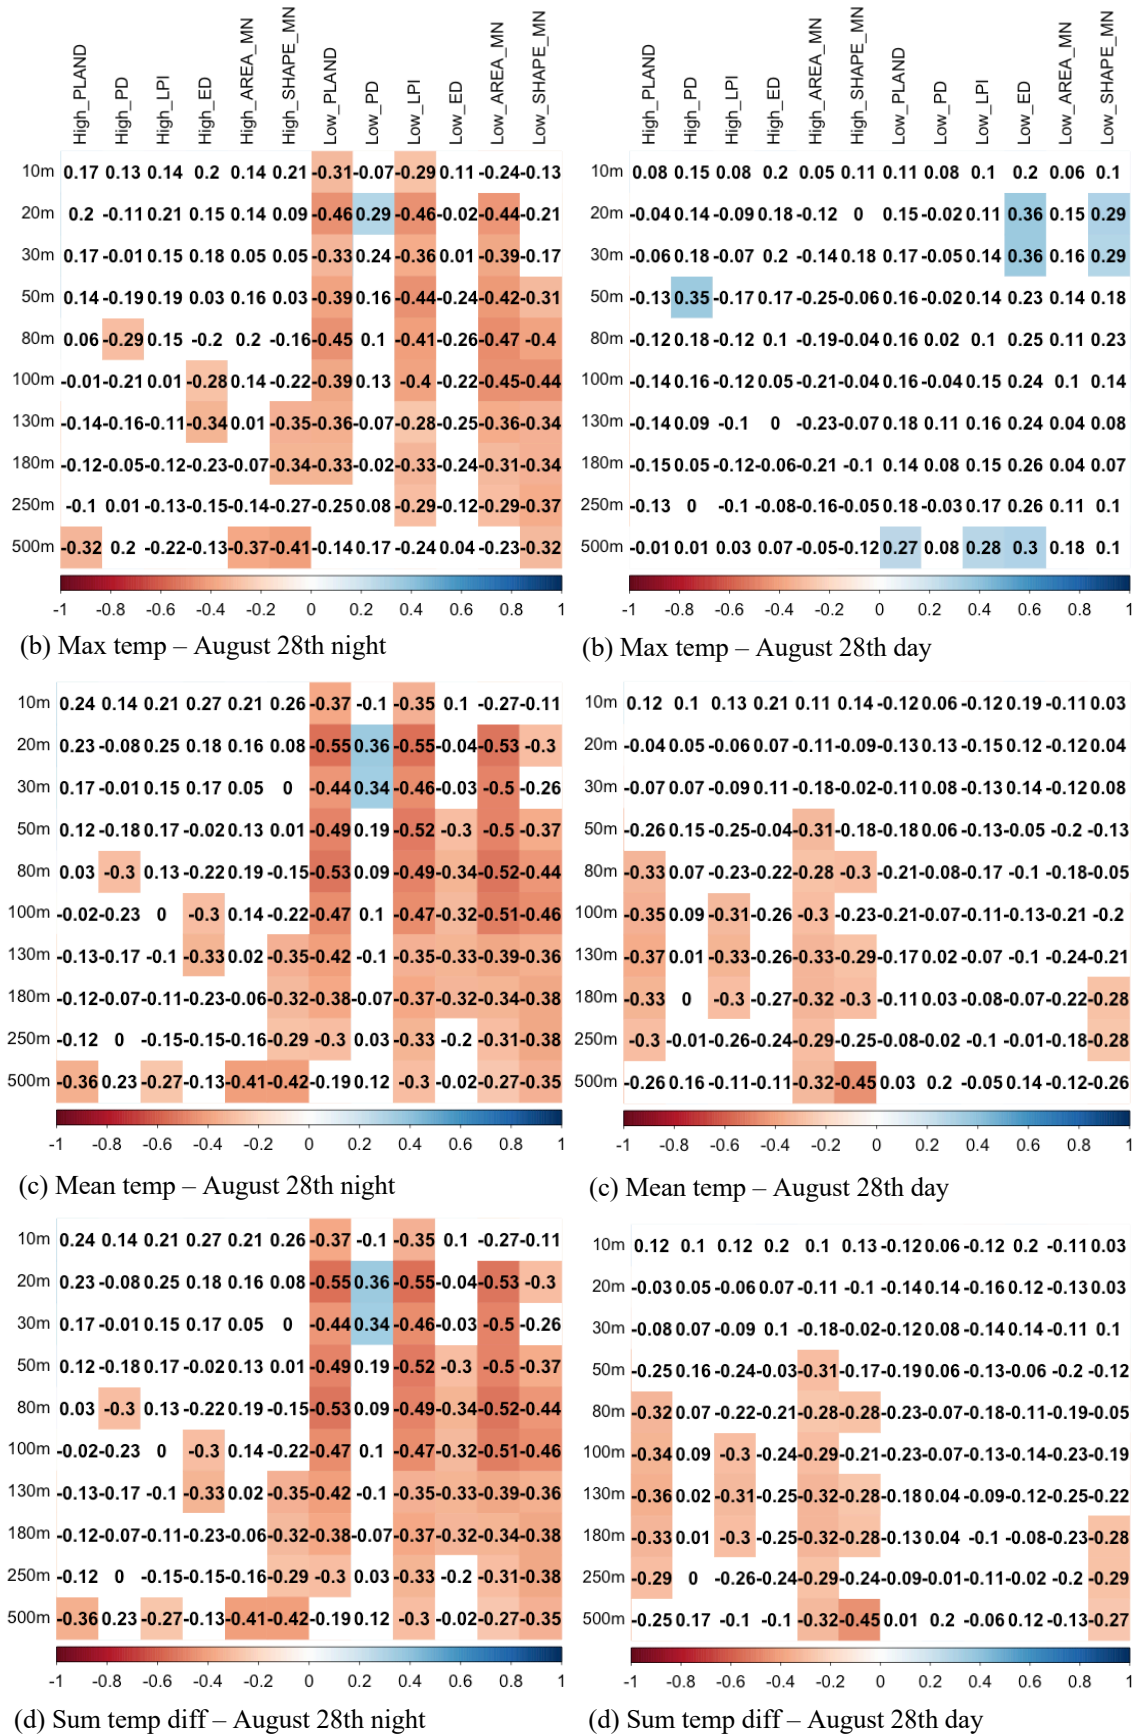 High_PLAND High_PD High_LPI High_ED High_AREA_MN High_SHAPE_MN Low_PLAND Low_PD Low_LPI Low_ED Low_AREA_MN Low_SHAPE_MN
10m 0.17 0.13 0.14 0.2 0.14 0.21 -0.31 -0.07 -0.29 0.11 -0.24 -0.13
20m 0.2 -0.11 0.21 0.15 0.14 0.09 -0.46 0.29 -0.46 -0.02 -0.44 -0.21
30m 0.17 -0.01 0.15 0.18 0.05 0.05 -0.33 0.24 -0.36 0.01 -0.39 -0.17
50m 0.14 -0.19 0.19 0.03 0.16 0.03 -0.39 0.16 -0.44 -0.24 -0.42 -0.31
80m 0.06 -0.29 0.15 -0.2 0.2 -0.16 -0.45 0.1 -0.41 -0.26 -0.47 -0.4
100m -0.01 -0.21 0.01 -0.28 0.14 -0.22 -0.39 0.13 -0.4 -0.22 -0.45 -0.44
130m -0.14 -0.16 -0.11 -0.34 0.01 -0.35 -0.36 -0.07 -0.28 -0.25 -0.36 -0.34
180m -0.12 -0.05 -0.12 -0.23 -0.07 -0.34 -0.33 -0.02 -0.33 -0.24 -0.31 -0.34
250m -0.1 0.01 -0.13 -0.15 -0.14 -0.27 -0.25 0.08 -0.29 -0.12 -0.29 -0.37
500m -0.32 0.2 -0.22 -0.13 -0.37 -0.41 -0.14 0.17 -0.24 0.04 -0.23 -0.32
-1 -0.8 -0.6 -0.4 -0.2 0 0.2 0.4 0.6 0.8 1
(b) Max temp – August 28th night
High_PLAND High_PD High_LPI High_ED High_AREA_MN High_SHAPE_MN Low_PLAND Low_PD Low_LPI Low_ED Low_AREA_MN Low_SHAPE_MN
10m 0.08 0.15 0.08 0.2 0.05 0.11 0.11 0.08 0.1 0.2 0.06 0.1
20m -0.04 0.14 -0.09 0.18 -0.12 0 0.15 -0.02 0.11 0.36 0.15 0.29
30m -0.06 0.18 -0.07 0.2 -0.14 0.18 0.17 -0.05 0.14 0.36 0.16 0.29
50m -0.13 0.35 -0.17 0.17 -0.25 -0.06 0.16 -0.02 0.14 0.23 0.14 0.18
80m -0.12 0.18 -0.12 0.1 -0.19 -0.04 0.16 0.02 0.1 0.25 0.11 0.23
100m -0.14 0.16 -0.12 0.05 -0.21 -0.04 0.16 -0.04 0.15 0.24 0.1 0.14
130m -0.14 0.09 -0.1 0 -0.23 -0.07 0.18 0.11 0.16 0.24 0.04 0.08
180m -0.15 0.05 -0.12 -0.06 -0.21 -0.1 0.14 0.08 0.15 0.26 0.04 0.07
250m -0.13 0 -0.1 -0.08 -0.16 -0.05 0.18 -0.03 0.17 0.26 0.11 0.1
500m -0.01 0.01 0.03 0.07 -0.05 -0.12 0.27 0.08 0.28 0.3 0.18 0.1
-1 -0.8 -0.6 -0.4 -0.2 0 0.2 0.4 0.6 0.8 1
(b) Max temp – August 28th day
10m 0.24 0.14 0.21 0.27 0.21 0.26 -0.37 -0.1 -0.35 0.1 -0.27 -0.11
20m 0.23 -0.08 0.25 0.18 0.16 0.08 -0.55 0.36 -0.55 -0.04 -0.53 -0.3
30m 0.17 -0.01 0.15 0.17 0.05 0 -0.44 0.34 -0.46 -0.03 -0.5 -0.26
50m 0.12 -0.18 0.17 -0.02 0.13 0.01 -0.49 0.19 -0.52 -0.3 -0.5 -0.37
80m 0.03 -0.3 0.13 -0.22 0.19 -0.15 -0.53 0.09 -0.49 -0.34 -0.52 -0.44
100m -0.02 -0.23 0 -0.3 0.14 -0.22 -0.47 0.1 -0.47 -0.32 -0.51 -0.46
130m -0.13 -0.17 -0.1 -0.33 0.02 -0.35 -0.42 -0.1 -0.35 -0.33 -0.39 -0.36
180m -0.12 -0.07 -0.11 -0.23 -0.06 -0.32 -0.38 -0.07 -0.37 -0.32 -0.34 -0.38
250m -0.12 0 -0.15 -0.15 -0.16 -0.29 -0.3 0.03 -0.33 -0.2 -0.31 -0.38
500m -0.36 0.23 -0.27 -0.13 -0.41 -0.42 -0.19 0.12 -0.3 -0.02 -0.27 -0.35
-1 -0.8 -0.6 -0.4 -0.2 0 0.2 0.4 0.6 0.8 1
(c) Mean temp – August 28th night
10m 0.12 0.1 0.13 0.21 0.11 0.14 -0.12 0.06 -0.12 0.19 -0.11 0.03
20m -0.04 0.05 -0.06 0.07 -0.11 -0.09 -0.13 0.13 -0.15 0.12 -0.12 0.04
30m -0.07 0.07 -0.09 0.11 -0.18 -0.02 -0.11 0.08 -0.13 0.14 -0.12 0.08
50m -0.26 0.15 -0.25 -0.04 -0.31 -0.18 -0.18 0.06 -0.13 -0.05 -0.2 -0.13
80m -0.33 0.07 -0.23 -0.22 -0.28 -0.3 -0.21 -0.08 -0.17 -0.1 -0.18 -0.05
100m -0.35 0.09 -0.31 -0.26 -0.3 -0.23 -0.21 -0.07 -0.11 -0.13 -0.21 -0.2
130m -0.37 0.01 -0.33 -0.26 -0.33 -0.29 -0.17 0.02 -0.07 -0.1 -0.24 -0.21
180m -0.33 0 -0.3 -0.27 -0.32 -0.3 -0.11 0.03 -0.08 -0.07 -0.22 -0.28
250m -0.3 -0.01 -0.26 -0.24 -0.29 -0.25 -0.08 -0.02 -0.1 -0.01 -0.18 -0.28
500m -0.26 0.16 -0.11 -0.11 -0.32 -0.45 0.03 0.2 -0.05 0.14 -0.12 -0.26
-1 -0.8 -0.6 -0.4 -0.2 0 0.2 0.4 0.6 0.8 1
(c) Mean temp – August 28th day
10m 0.24 0.14 0.21 0.27 0.21 0.26 -0.37 -0.1 -0.35 0.1 -0.27 -0.11
20m 0.23 -0.08 0.25 0.18 0.16 0.08 -0.55 0.36 -0.55 -0.04 -0.53 -0.3
30m 0.17 -0.01 0.15 0.17 0.05 0 -0.44 0.34 -0.46 -0.03 -0.5 -0.26
50m 0.12 -0.18 0.17 -0.02 0.13 0.01 -0.49 0.19 -0.52 -0.3 -0.5 -0.37
80m 0.03 -0.3 0.13 -0.22 0.19 -0.15 -0.53 0.09 -0.49 -0.34 -0.52 -0.44
100m -0.02 -0.23 0 -0.3 0.14 -0.22 -0.47 0.1 -0.47 -0.32 -0.51 -0.46
130m -0.13 -0.17 -0.1 -0.33 0.02 -0.35 -0.42 -0.1 -0.35 -0.33 -0.39 -0.36
180m -0.12 -0.07 -0.11 -0.23 -0.06 -0.32 -0.38 -0.07 -0.37 -0.32 -0.34 -0.38
250m -0.12 0 -0.15 -0.15 -0.16 -0.29 -0.3 0.03 -0.33 -0.2 -0.31 -0.38
500m -0.36 0.23 -0.27 -0.13 -0.41 -0.42 -0.19 0.12 -0.3 -0.02 -0.27 -0.35
-1 -0.8 -0.6 -0.4 -0.2 0 0.2 0.4 0.6 0.8 1
(d) Sum temp diff – August 28th night
10m 0.12 0.1 0.12 0.2 0.1 0.13 -0.12 0.06 -0.12 0.2 -0.11 0.03
20m -0.03 0.05 -0.06 0.07 -0.11 -0.1 -0.14 0.14 -0.16 0.12 -0.13 0.03
30m -0.08 0.07 -0.09 0.1 -0.18 -0.02 -0.12 0.08 -0.14 0.14 -0.11 0.1
50m -0.25 0.16 -0.24 -0.03 -0.31 -0.17 -0.19 0.06 -0.13 -0.06 -0.2 -0.12
80m -0.32 0.07 -0.22 -0.21 -0.28 -0.28 -0.23 -0.07 -0.18 -0.11 -0.19 -0.05
100m -0.34 0.09 -0.3 -0.24 -0.29 -0.21 -0.23 -0.07 -0.13 -0.14 -0.23 -0.19
130m -0.36 0.02 -0.31 -0.25 -0.32 -0.28 -0.18 0.04 -0.09 -0.12 -0.25 -0.22
180m -0.33 0.01 -0.3 -0.25 -0.32 -0.28 -0.13 0.04 -0.1 -0.08 -0.23 -0.28
250m -0.29 0 -0.26 -0.24 -0.29 -0.24 -0.09 -0.01 -0.11 -0.02 -0.2 -0.29
500m -0.25 0.17 -0.1 -0.1 -0.32 -0.45 0.01 0.2 -0.06 0.12 -0.13 -0.27
-1 -0.8 -0.6 -0.4 -0.2 0 0.2 0.4 0.6 0.8 1
(d) Sum temp diff – August 28th day